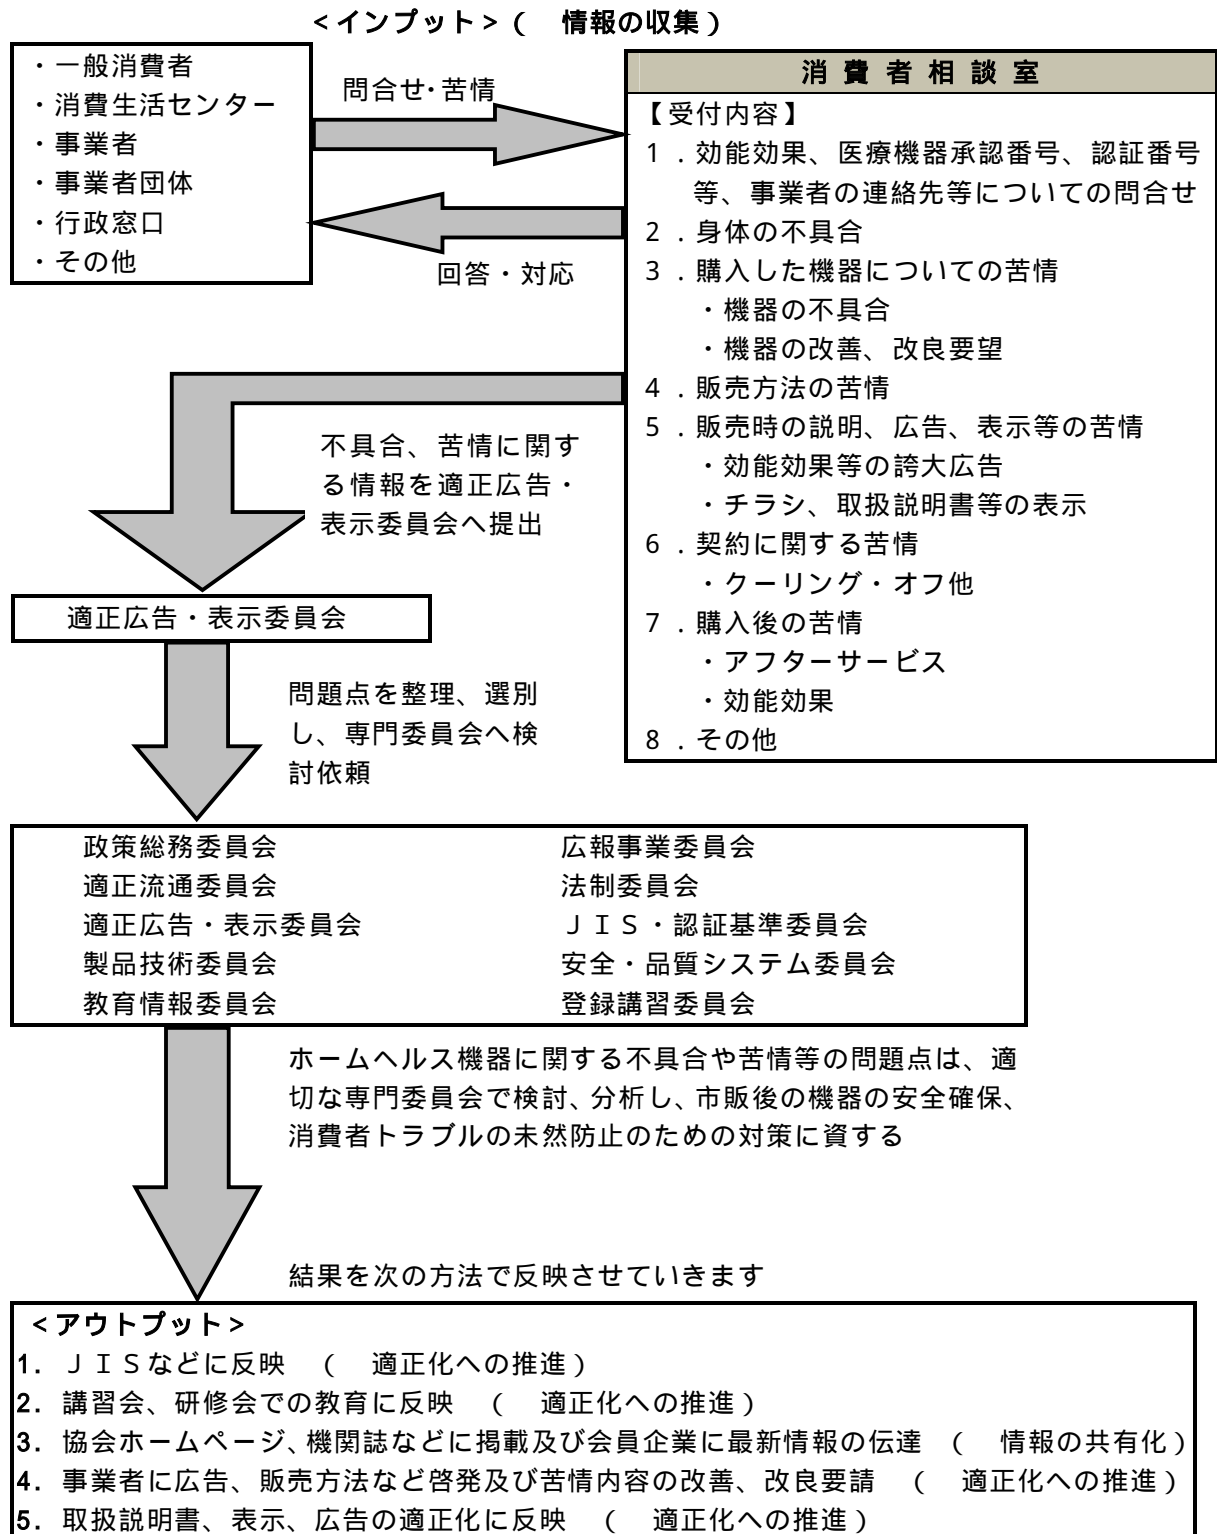 ＜インプット＞（　情報の収集）
・一般消費者
・消費生活センター
・事業者
・事業者団体
・行政窓口
・その他
問合せ・苦情
回答・対応
消費者相談室
【受付内容】
１．効能効果、医療機器承認番号、認証番号
等、事業者の連絡先等についての問合せ
２．身体の不具合
３．購入した機器についての苦情
・機器の不具合
・機器の改善、改良要望
４．販売方法の苦情
５．販売時の説明、広告、表示等の苦情
・効能効果等の誇大広告
・チラシ、取扱説明書等の表示
６．契約に関する苦情
・クーリング・オフ他
７．購入後の苦情
・アフターサービス
・効能効果
８．その他
不具合、苦情に関す
る情報を適正広告・
表示委員会へ提出
適正広告・表示委員会
問題点を整理、選別
し、専門委員会へ検
討依頼
政策総務委員会　広報事業委員会
適正流通委員会　法制委員会
適正広告・表示委員会　ＪＩＳ・認証基準委員会
製品技術委員会　安全・品質システム委員会
教育情報委員会　登録講習委員会
ホームヘルス機器に関する不具合や苦情等の問題点は、適
切な専門委員会で検討、分析し、市販後の機器の安全確保、
消費者トラブルの未然防止のための対策に資する
結果を次の方法で反映させていきます
＜アウトプット＞
1．ＪＩＳなどに反映　（　適正化への推進）
2．講習会、研修会での教育に反映　（　適正化への推進）
3．協会ホームページ、機関誌などに掲載及び会員企業に最新情報の伝達　（　情報の共有化）
4．事業者に広告、販売方法など啓発及び苦情内容の改善、改良要請　（　適正化への推進）
5．取扱説明書、表示、広告の適正化に反映　（　適正化への推進）